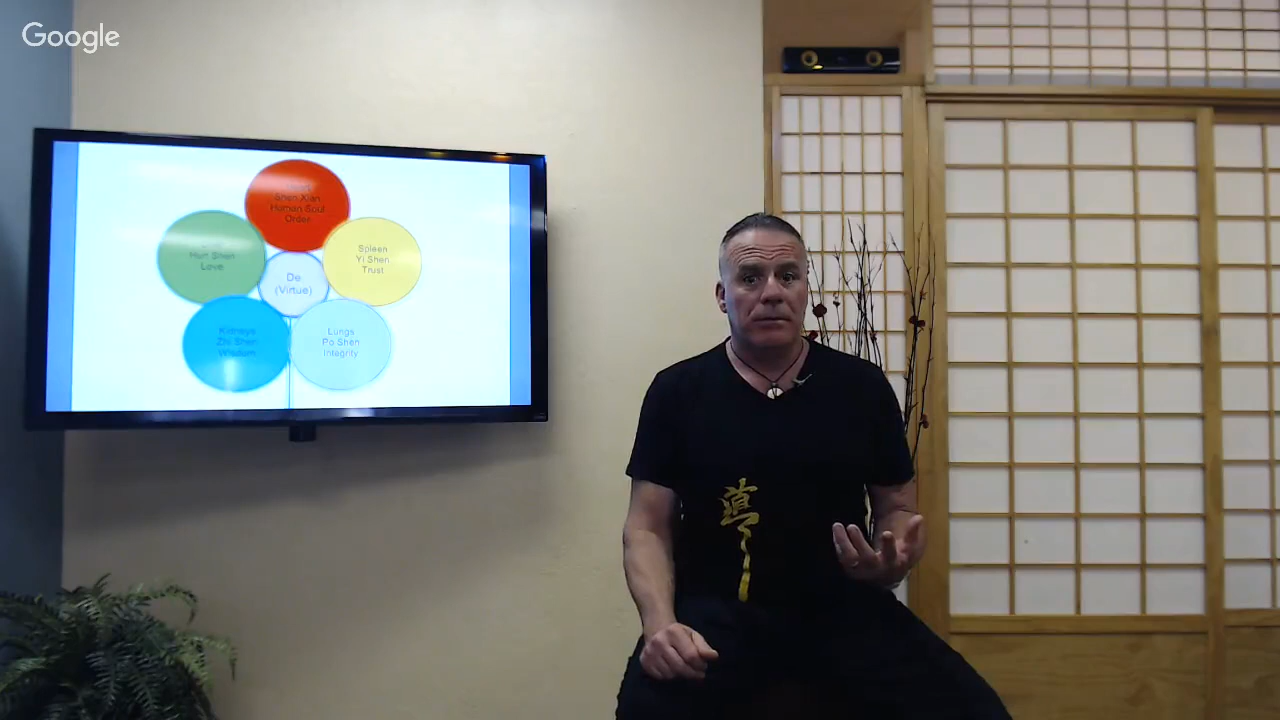 Google
Shen Xian
Human Soul
Order
Hun Shen
Love
Spleen
Yi Shen
Trust
De
(Virtue)
Kidneys
Zhi Shen
Wisdom
Lungs
Po Shen
Integrity